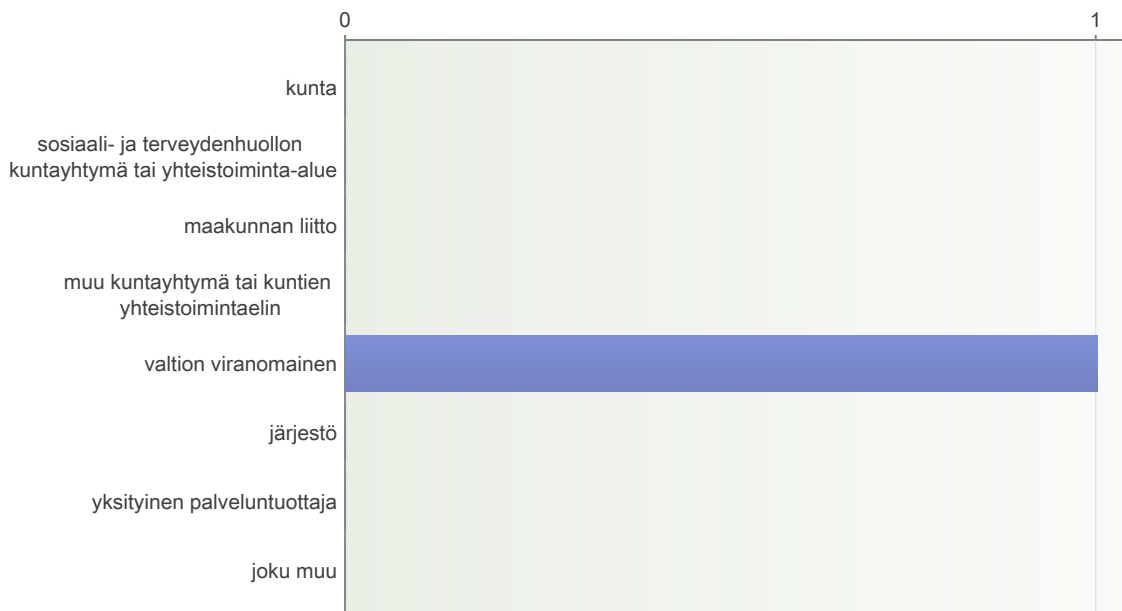 0 1
kunta
sosiaali- ja terveydenhuollon
kuntayhtymä tai yhteistoiminta-alue
maakunnan liitto
muu kuntayhtymä tai kuntien
yhteistoimintaelin
valtion viranomainen
järjestö
yksityinen palveluntuottaja
joku muu